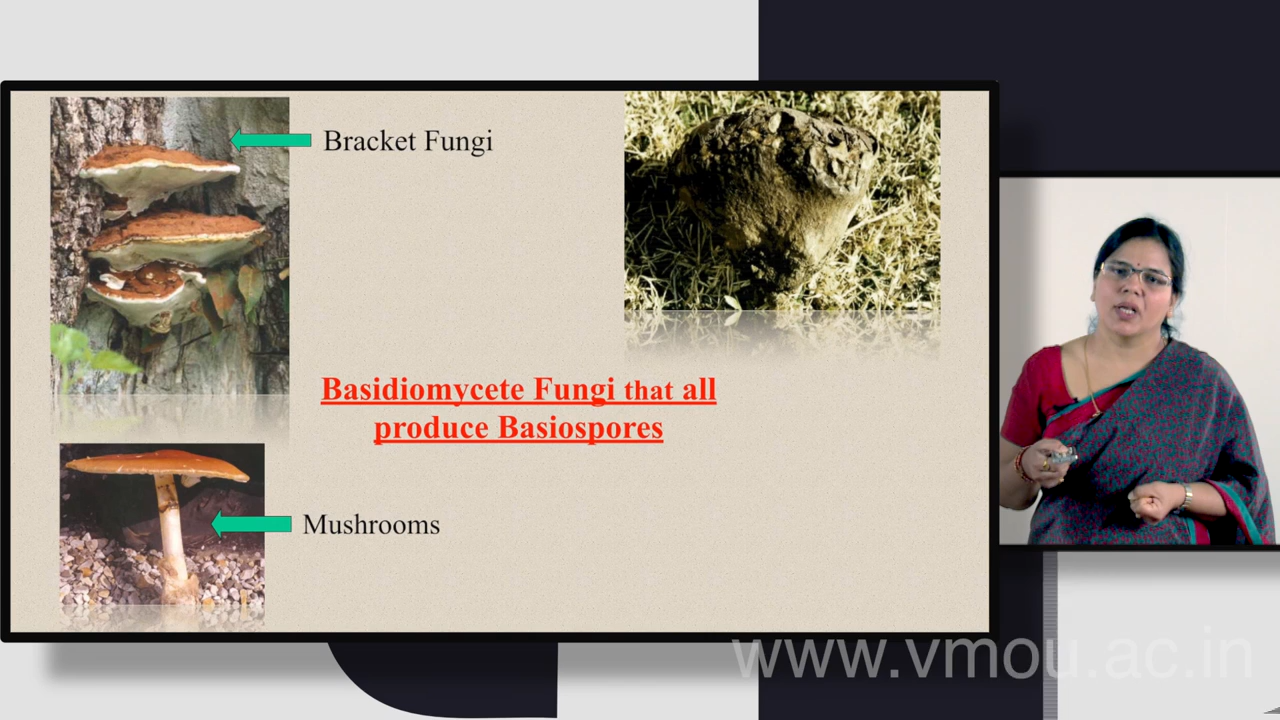 Bracket Fungi
Basidiomycete Fungi that all
produce Basiospores
Mushrooms
www.vmou.ac.in